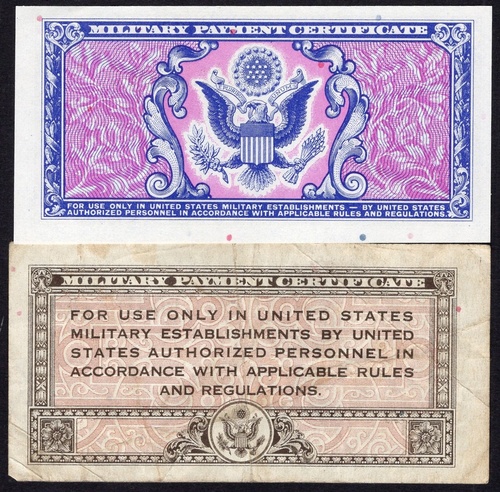 MILITARY PAYMENT CERTIFICATE
FOR USE ONLY IN UNITED STATES MILITARY ESTABLISHMENTS — BY UNITED STATES
AUTHORIZED PERSONNEL IN ACCORDANCE WITH APPLICABLE RULES AND REGULATIONS.
MILITARY PAYMENT CERTIFICATE
FOR USE ONLY IN UNITED STATES
MILITARY ESTABLISHMENTS BY UNITED
STATES AUTHORIZED PERSONNEL IN
ACCORDANCE WITH APPLICABLE RULES
AND REGULATIONS.